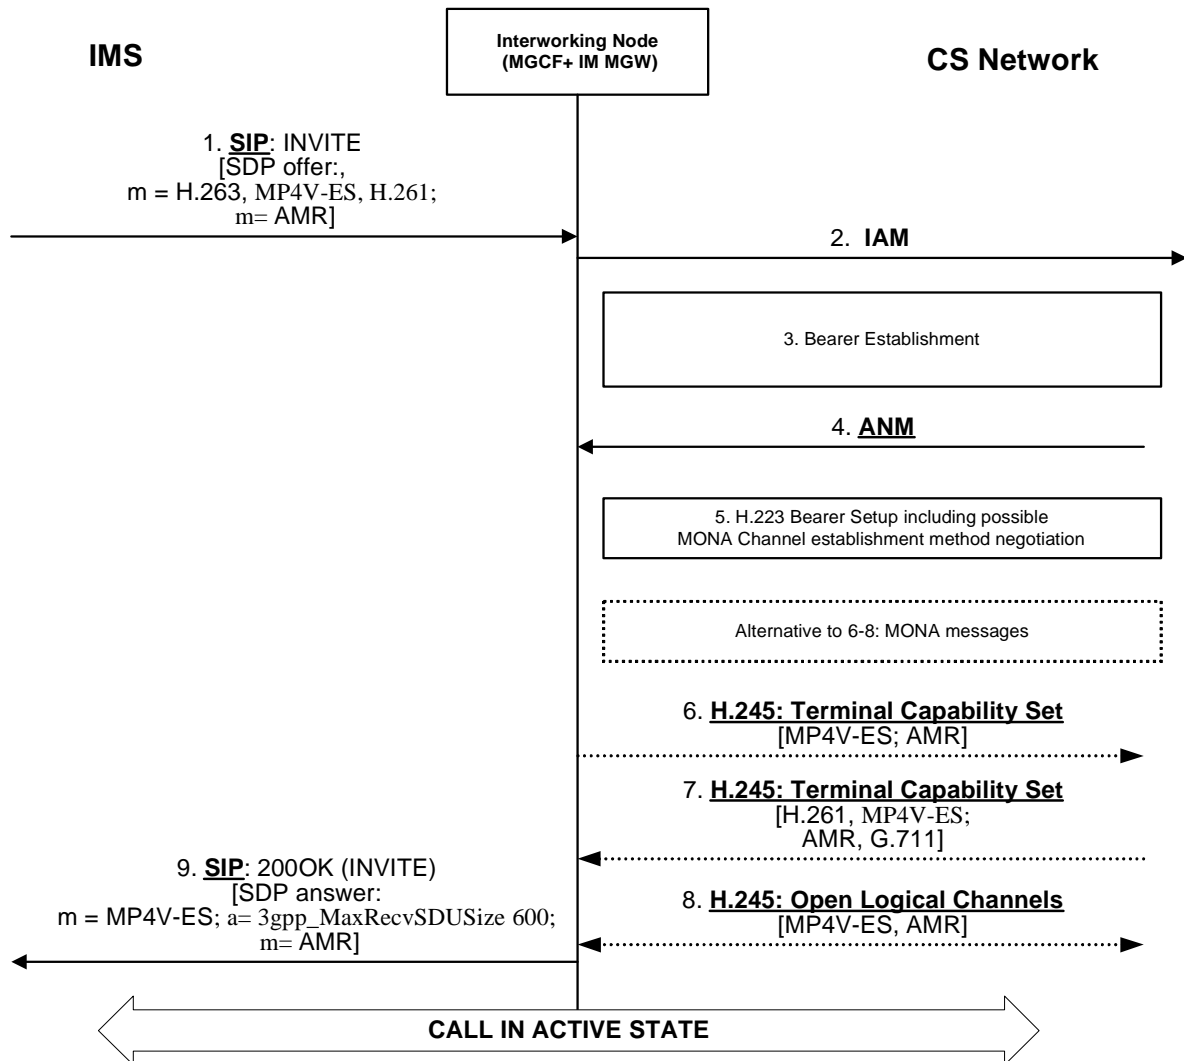 IMS
Interworking Node
(MGCF+ IM MGW)
CS Network
1. SIP: INVITE
[SDP offer:,
m = H.263, MP4V-ES, H.261;
m= AMR]
2. IAM
3. Bearer Establishment
4. ANM
5. H.223 Bearer Setup including possible
MONA Channel establishment method negotiation
Alternative to 6-8: MONA messages
6. H.245: Terminal Capability Set
[MP4V-ES; AMR]
7. H.245: Terminal Capability Set
[H.261, MP4V-ES;
AMR, G.711]
8. H.245: Open Logical Channels
[MP4V-ES, AMR]
9. SIP: 200OK (INVITE)
[SDP answer:
m = MP4V-ES; a= 3gpp_MaxRecvSDUSize 600;
m= AMR]
CALL IN ACTIVE STATE